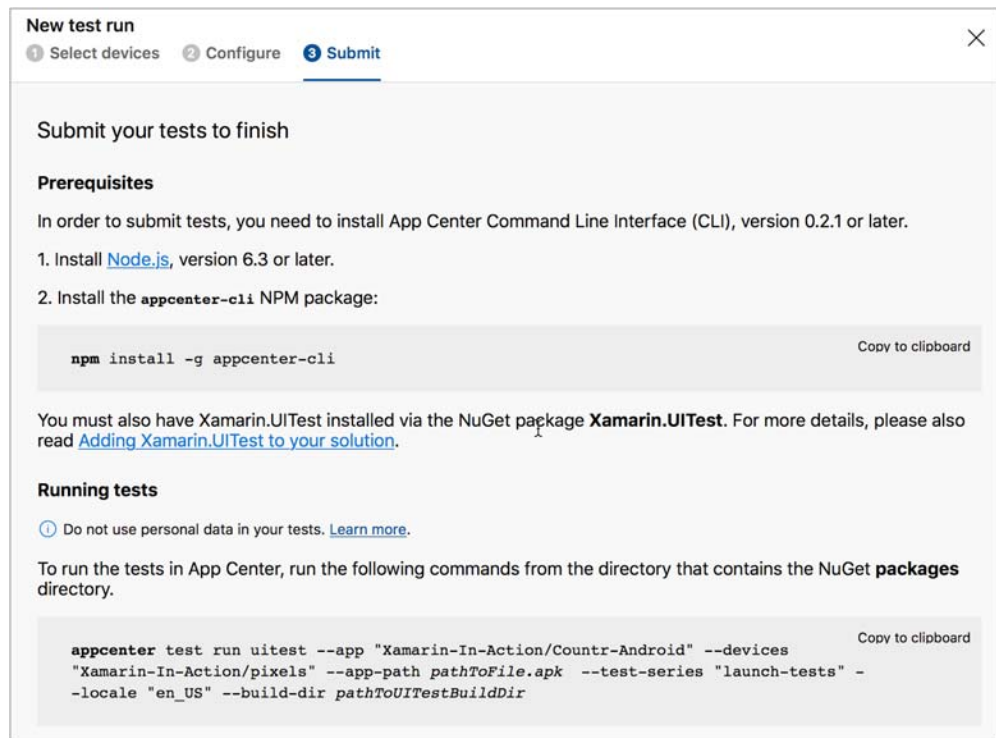 New test run
1 Select devices 2 Configure 3 Submit
Submit your tests to finish
Prerequisites
In order to submit tests, you need to install App Center Command Line Interface (CLI), version 0.2.1 or later.
1. Install Node.js, version 6.3 or later.
2. Install the appcenter-cli NPM package:
Copy to clipboard
npm install -g appcenter-cli
You must also have Xamarin.UITest installed via the NuGet package Xamarin.UITest. For more details, please also
read Adding Xamarin.UITest to your solution.
Running tests
Do not use personal data in your tests. Learn more.
To run the tests in App Center, run the following commands from the directory that contains the NuGet packages
directory.
Copy to clipboard
appcenter test run uitest --app "Xamarin-In-Action/Countr-Android" --devices
"Xamarin-In-Action/pixels" --app-path pathToFile.apk --test-series "launch-tests" -
-locale "en_US" --build-dir pathToUITestBuildDir